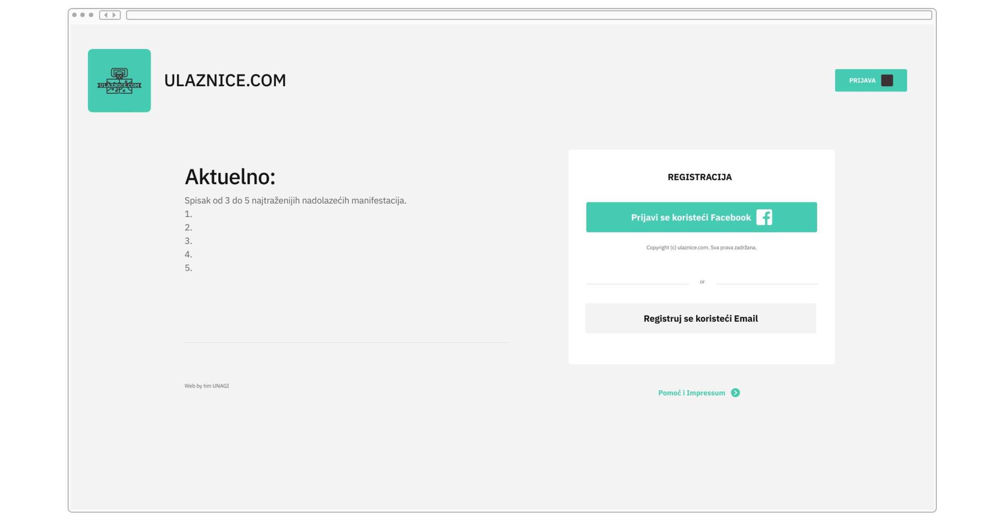 ULAZNICE.COM
ULAZNICE.COM
PRIJAVA
Aktuelno:
Spisak od 3 do 5 najtraženijih nadolazećih manifestacija.
1.
2.
3.
4.
5.
Web by tim UNAGI
REGISTRACIJA
Prijavi se koristeći Facebook
Copyright (c) ulaznice.com. Sva prava zadržana.
or
Registruj se koristeći Email
Pomoć i Impressum